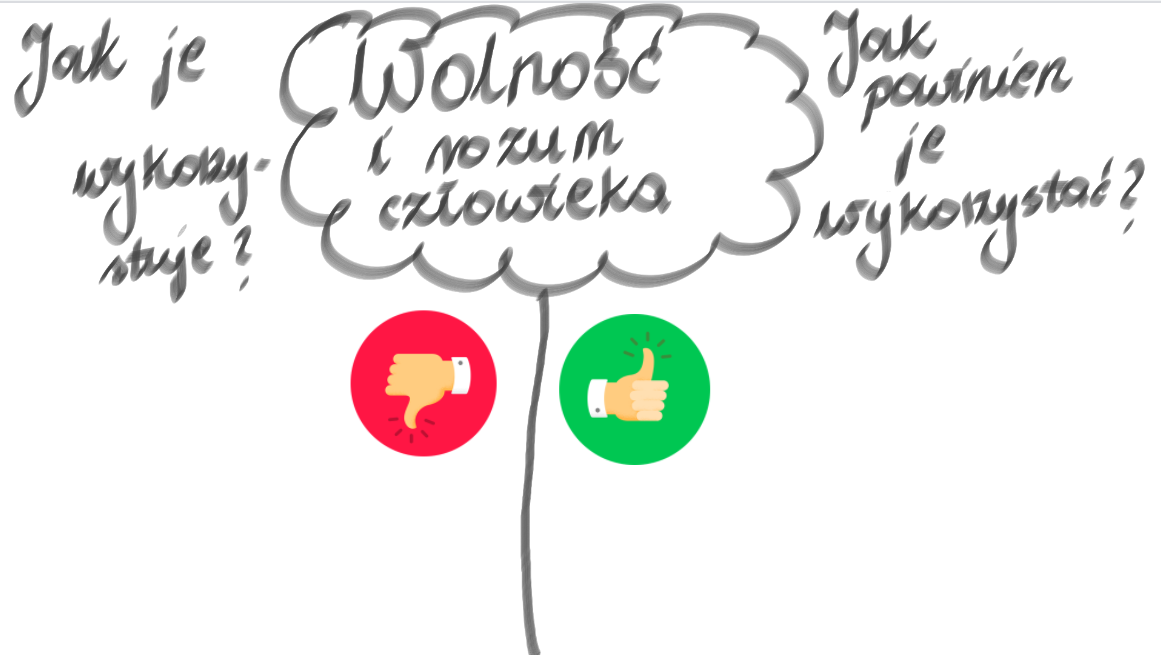 Jak je
wykorzy-
stuje?
Wolność
i rozum
człowieka
Jak
powinien
je
wykorzystać?